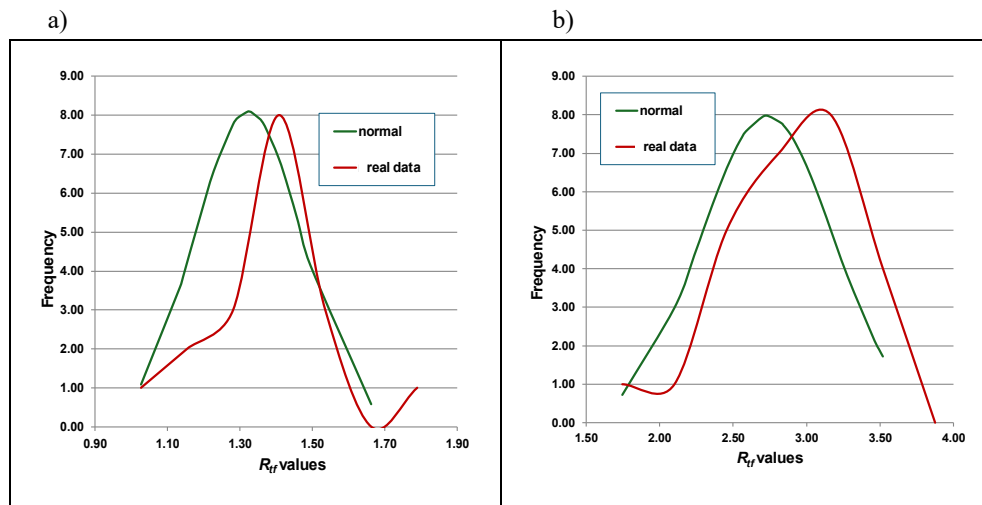 a)
9.00
8.00
7.00
6.00
5.00
4.00
3.00
2.00
1.00
0.00
Frequency
normal
real data
0.90 1.10 1.30 1.50 1.70 1.90
Rtf values
b)
9.00
8.00
7.00
6.00
5.00
4.00
3.00
2.00
1.00
0.00
Frequency
normal
real data
1.50 2.00 2.50 3.00 3.50 4.00
Rtf values